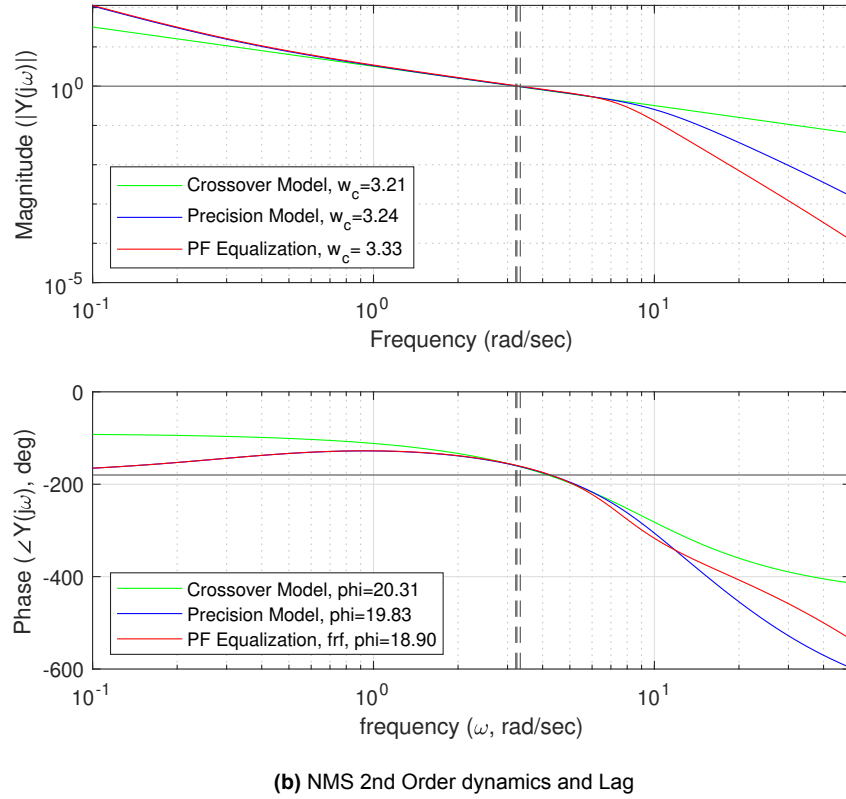 Magnitude (|Y(jω)|)
10^0
10^-5
Crossover Model, w_c=3.21
Precision Model, w_c=3.24
PF Equalization, w_c= 3.33
10^-1
10^0
10^1
Frequency (rad/sec)
Phase (∠Y(jω), deg)
0
-200
-400
-600
Crossover Model, phi=20.31
Precision Model, phi=19.83
PF Equalization, frf, phi=18.90
10^-1
10^0
10^1
frequency (ω, rad/sec)
(b) NMS 2nd Order dynamics and Lag